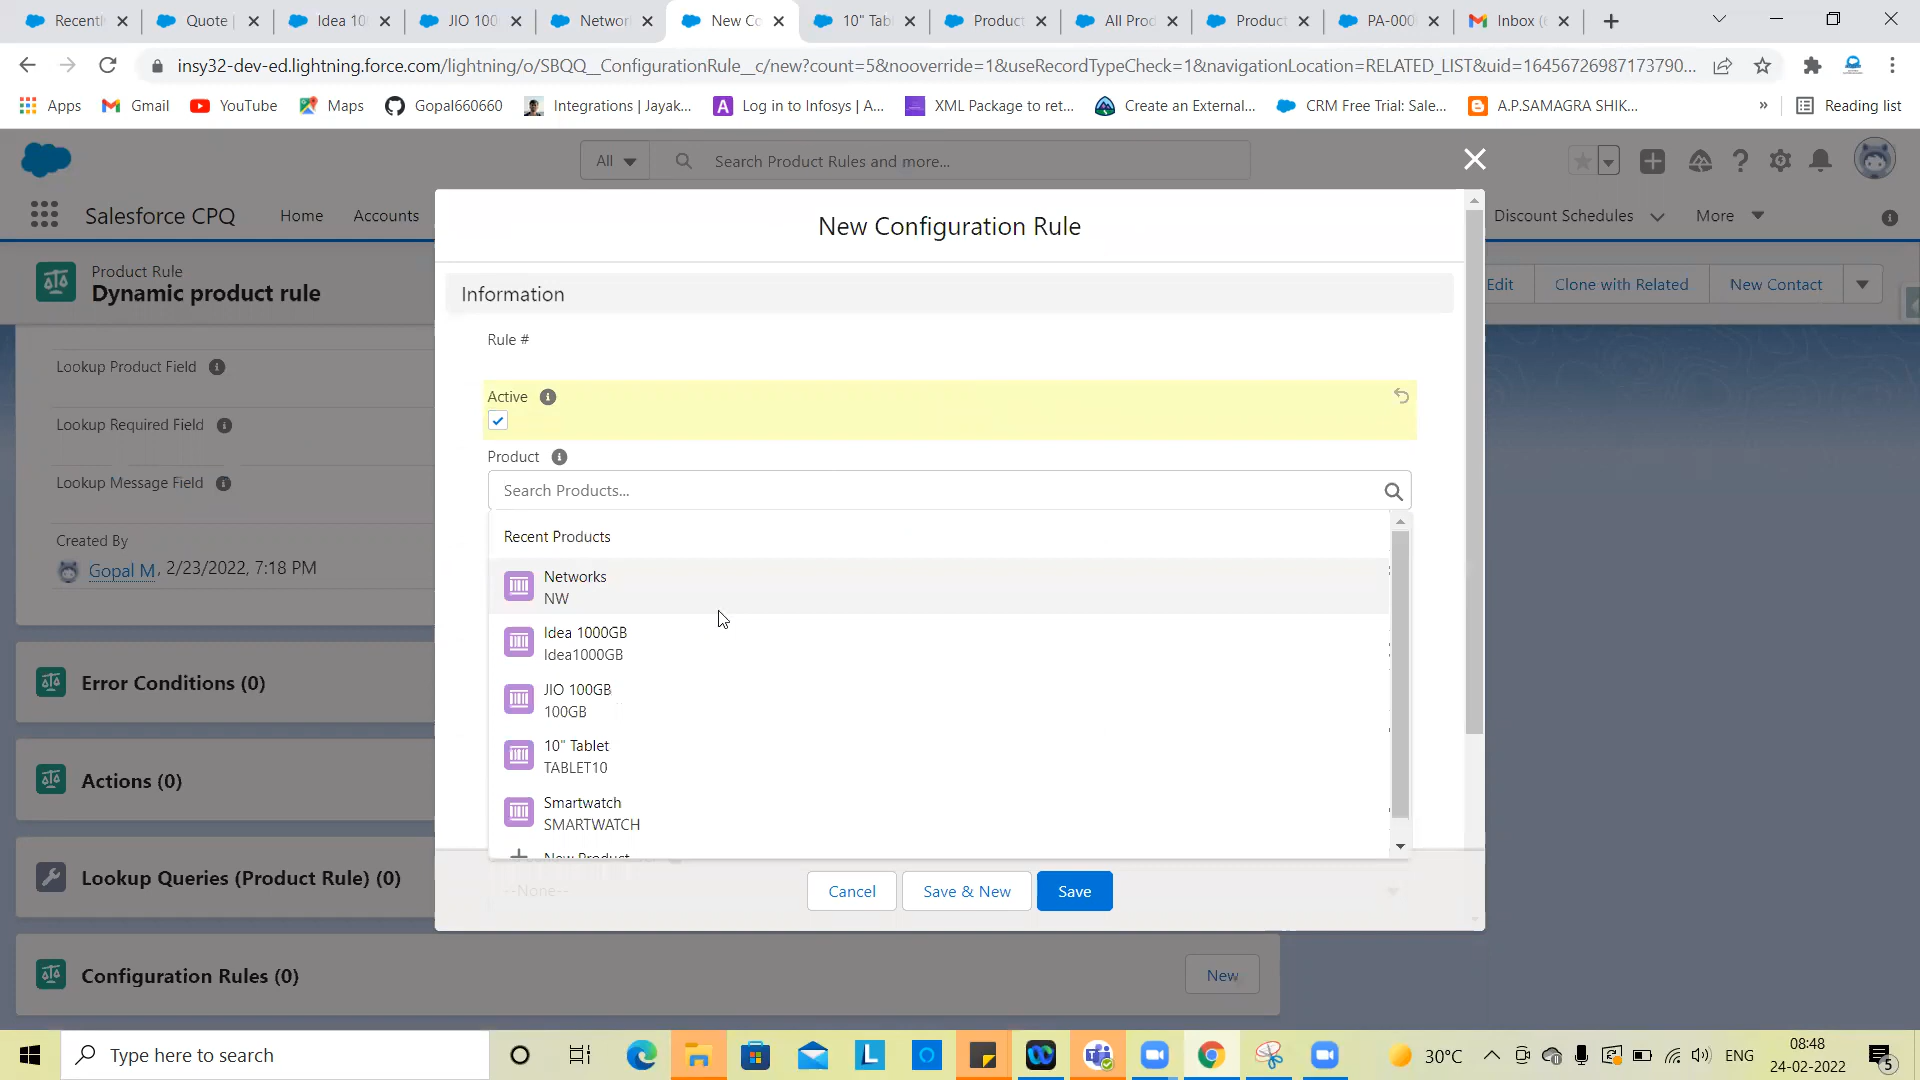 Recentl
Quote |
Idea 10
JIO 100
Networ
New Co
10" Tab
Product
All Prod
Product
PA-000
Inbox (
insy32-dev-ed.lightning.force.com/lightning/o/SBQQ__ConfigurationRule__c/new?count=5&nooverride=1&useRecordTypeCheck=1&navigationLocation=RELATED_LIST&uid=16456726987173790...
Apps
Gmail
YouTube
Maps
Gopal660060
Integrations | Jayak...
Log in to Infosys | A...
XML Package to ret...
Create an External...
CRM Free Trial: Sale...
A.P.SAMAGRA SHIK...
»
Reading list
All
Search Product Rules and more...
Salesforce CPQ
Home
Accounts
Discount Schedules
More
Product Rule
Dynamic product rule
Edit
Clone with Related
New Contact
Lookup Product Field
Lookup Required Field
Lookup Message Field
Created By
Gopal M, 2/23/2022, 7:18 PM
Error Conditions (0)
Actions (0)
Lookup Queries (Product Rule) (0)
Configuration Rules (0)
New
New Configuration Rule
Information
Rule #
Active
Product
Search Products...
Recent Products
Networks
NW
Idea 1000GB
Idea1000GB
JIO 100GB
100GB
10" Tablet
TABLET10
Smartwatch
SMARTWATCH
New Product
--None--
Cancel
Save & New
Save
Type here to search
30°C
ENG
08:48
24-02-2022
5